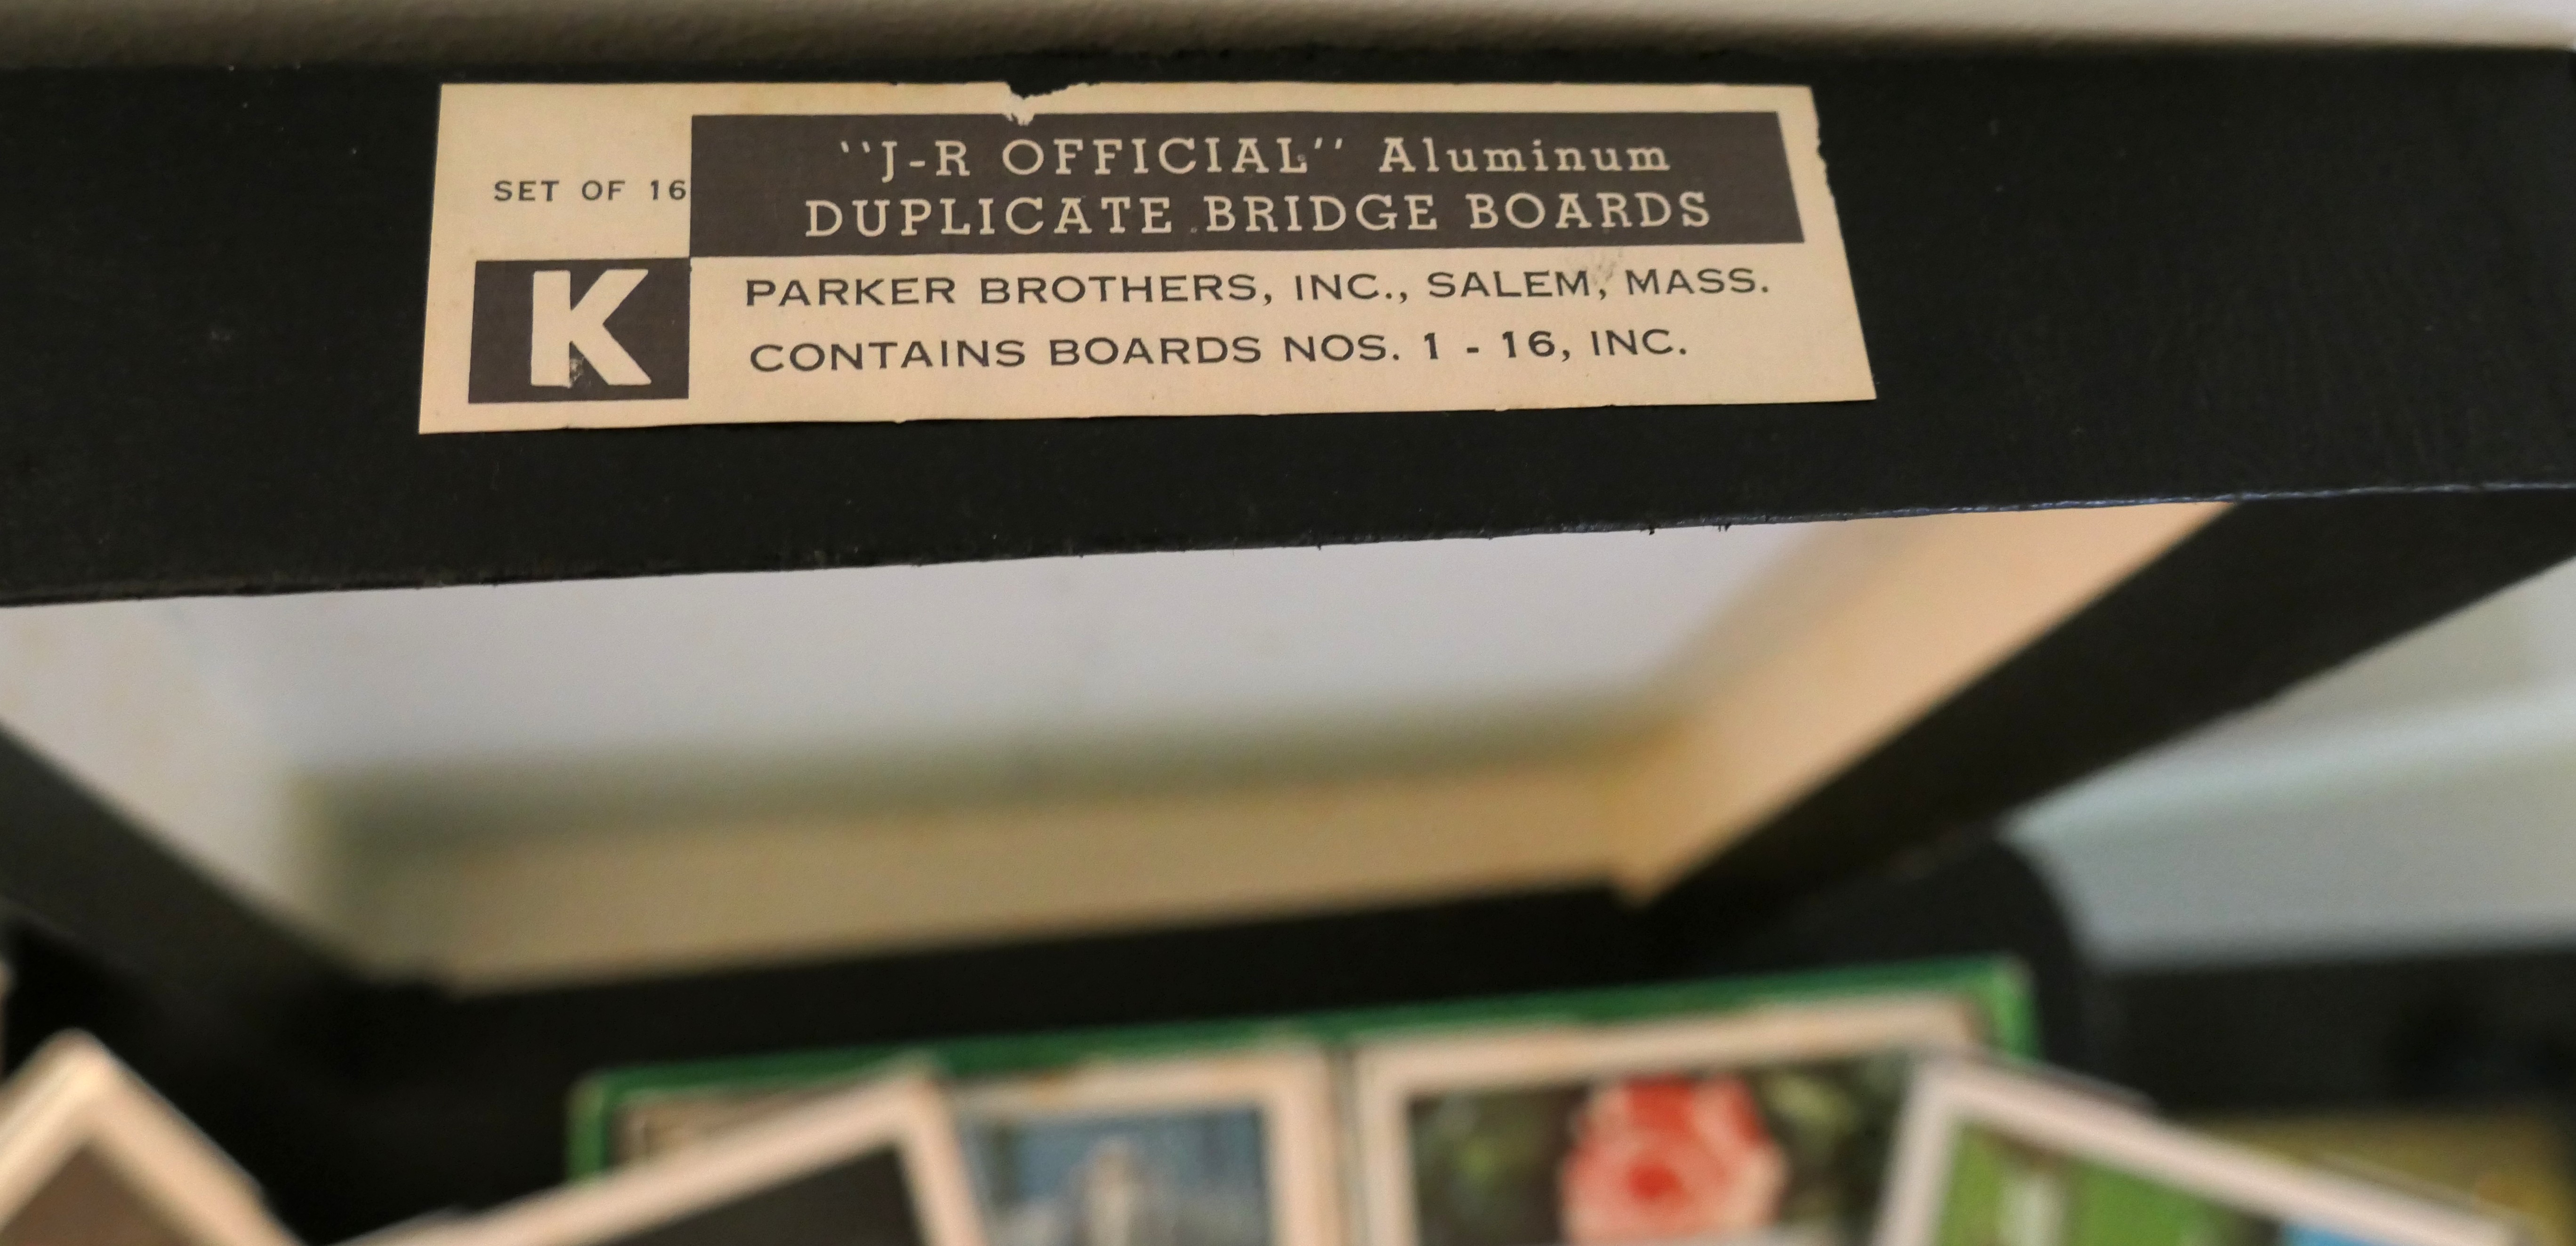 SET OF 16
"J-R OFFICIAL" Aluminum
DUPLICATE BRIDGE BOARDS
K
PARKER BROTHERS, INC., SALEM, MASS.
CONTAINS BOARDS NOS. 1 - 16, INC.